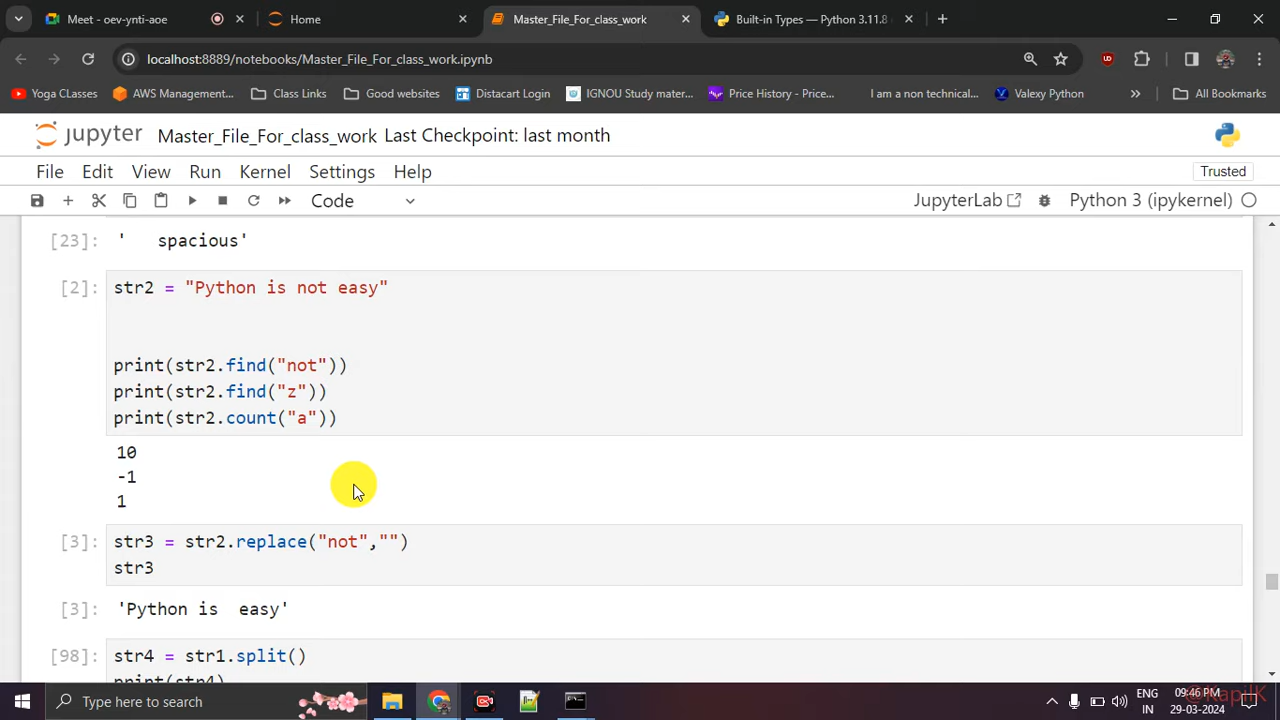 Meet - oev-ynti-aoe
Home
Master_File_For_class_work
Built-in Types — Python 3.11.8
localhost:8889/notebooks/Master_File_For_class_work.ipynb
Yoga CLasses
AWS Management...
Class Links
Good websites
Distacart Login
IGNOU Study mater...
Price History - Price...
I am a non technical...
Valexy Python
All Bookmarks
jupyter Master_File_For_class_work Last Checkpoint: last month
File Edit View Run Kernel Settings Help
Trusted
Code
JupyterLab
Python 3 (ipykernel)
[23]: '   spacious'
[2]: str2 = "Python is not easy"
print(str2.find("not"))
print(str2.find("z"))
print(str2.count("a"))
10
-1
1
[3]: str3 = str2.replace("not","")
str3
[3]: 'Python is  easy'
[98]: str4 = str1.split()
print(str4)
Type here to search
ENG
IN
09:46 PM
29-03-2024
@KapilK